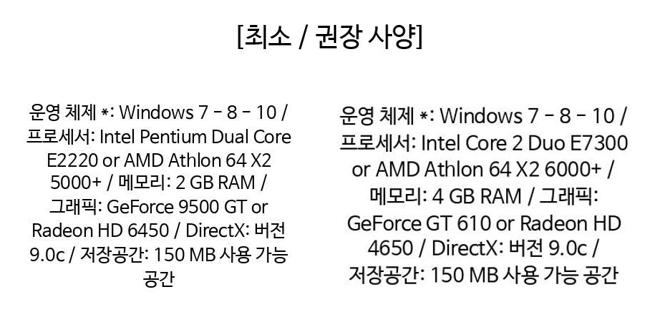 [최소 / 권장 사양]
운영 체제 *: Windows 7 – 8 – 10 /
프로세서: Intel Pentium Dual Core
E2220 or AMD Athlon 64 X2
5000+ / 메모리: 2 GB RAM /
그래픽: GeForce 9500 GT or
Radeon HD 6450 / DirectX: 버전
9.0c / 저장공간: 150 MB 사용 가능
공간
운영 체제 *: Windows 7 – 8 – 10 /
프로세서: Intel Core 2 Duo E7300
or AMD Athlon 64 X2 6000+ /
메모리: 4 GB RAM / 그래픽:
GeForce GT 610 or Radeon HD
4650 / DirectX: 버전 9.0c /
저장공간: 150 MB 사용 가능 공간